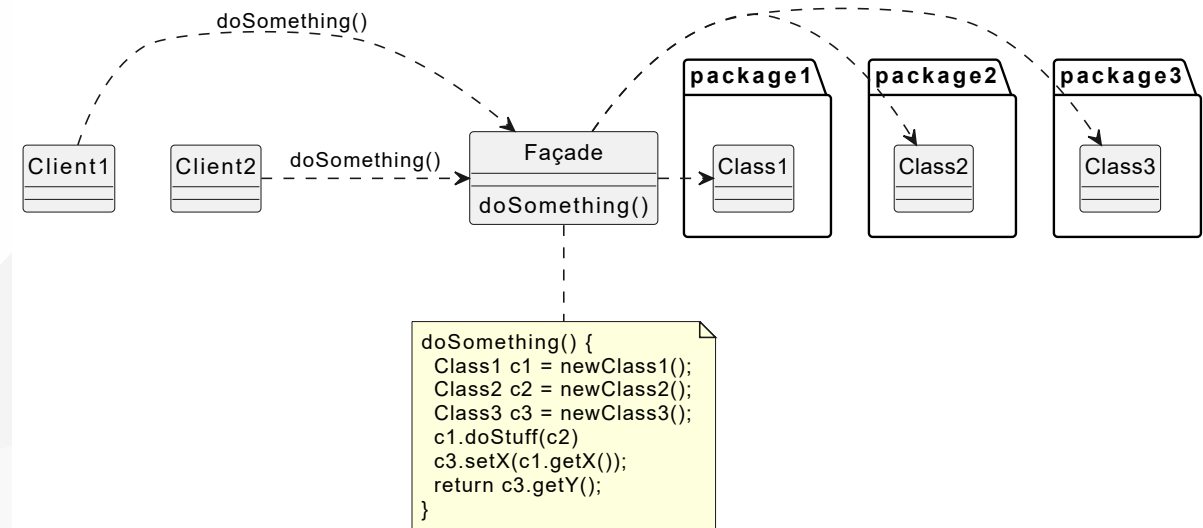 doSomething()
package1
package2
package3
Client1
Client2
doSomething()
Façade
doSomething()
Class1
Class2
Class3
doSomething() {
Class1 c1 = newClass1();
Class2 c2 = newClass2();
Class3 c3 = newClass3();
c1.doStuff(c2)
c3.setX(c1.getX());
return c3.getY();
}